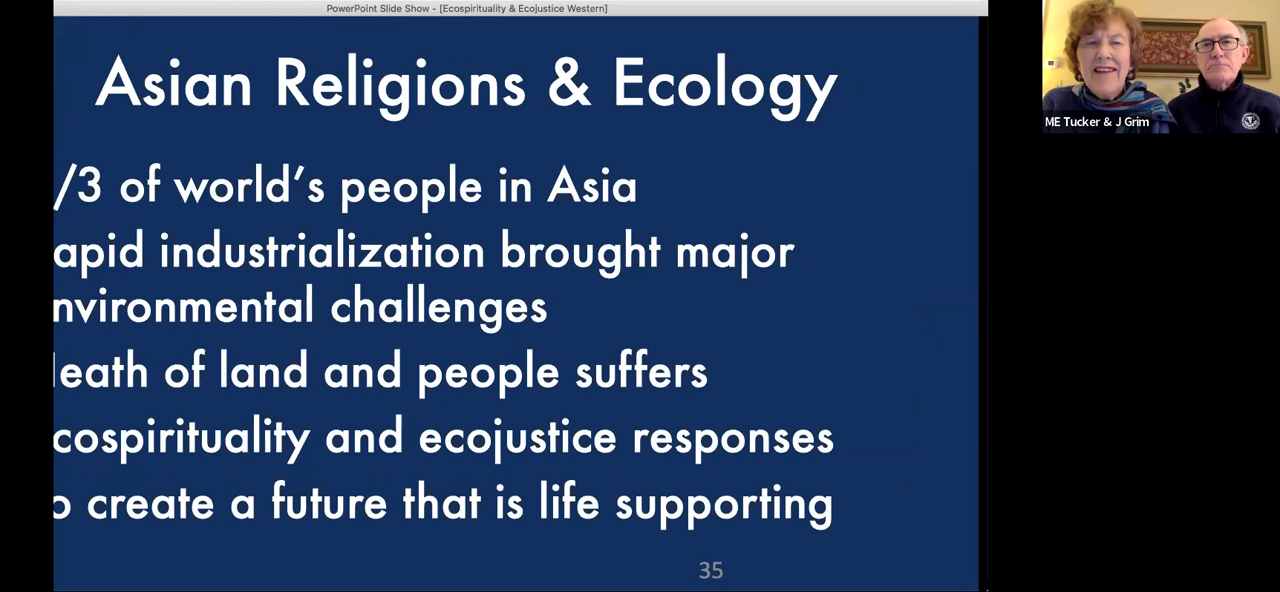 PowerPoint Slide Show - [Ecospirituality & Ecojustice Western]
Asian Religions & Ecology
/3 of world's people in Asia
apid industrialization brought major
nvironmental challenges
eath of land and people suffers
cospirituality and ecojustice responses
o create a future that is life supporting
35
ME Tucker & J Grim